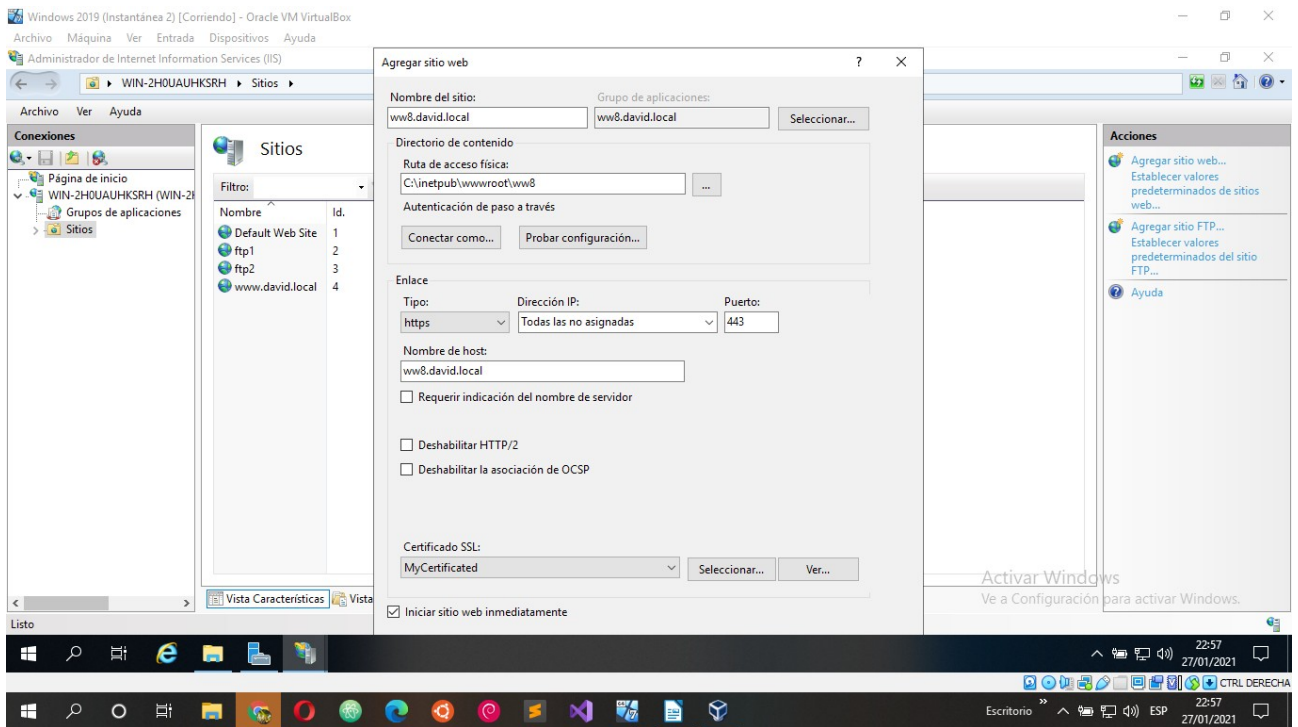 Windows 2019 (Instantánea 2) [Corriendo] - Oracle VM VirtualBox
Archivo Máquina Ver Entrada Dispositivos Ayuda
Administrador de Internet Information Services (IIS)
WIN-2H0UAUHKSRH Sitios
Archivo Ver Ayuda
Conexiones
Página de inicio
WIN-2H0UAUHKSRH (WIN-2H
Grupos de aplicaciones
Sitios
Sitios
Filtro:
Nombre Id.
Default Web Site 1
ftp1 2
ftp2 3
www.david.local 4
Vista Características Vista
Listo
Agregar sitio web ?
Nombre del sitio: Grupo de aplicaciones:
ww8.david.local ww8.david.local Seleccionar...
Directorio de contenido
Ruta de acceso física:
C:\inetpub\wwwroot\ww8 ...
Autenticación de paso a través
Conectar como... Probar configuración...
Enlace
Tipo: Dirección IP: Puerto:
https Todas las no asignadas 443
Nombre de host:
ww8.david.local
Requerir indicación del nombre de servidor
Deshabilitar HTTP/2
Deshabilitar la asociación de OCSP
Certificado SSL:
MyCertificated Seleccionar... Ver...
Iniciar sitio web inmediatamente
Acciones
Agregar sitio web...
Establecer valores
predeterminados de sitios
web...
Agregar sitio FTP...
Establecer valores
predeterminados del sitio
FTP...
Ayuda
Activar Windows
Ve a Configuración para activar Windows.
22:57
27/01/2021
CTRL DERECHA
Escritorio ESP 22:57
27/01/2021